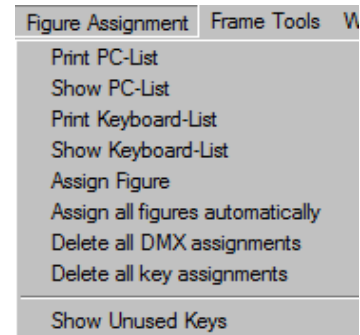 Figure Assignment Frame Tools W
Print PC-List
Show PC-List
Print Keyboard-List
Show Keyboard-List
Assign Figure
Assign all figures automatically
Delete all DMX assignments
Delete all key assignments
Show Unused Keys